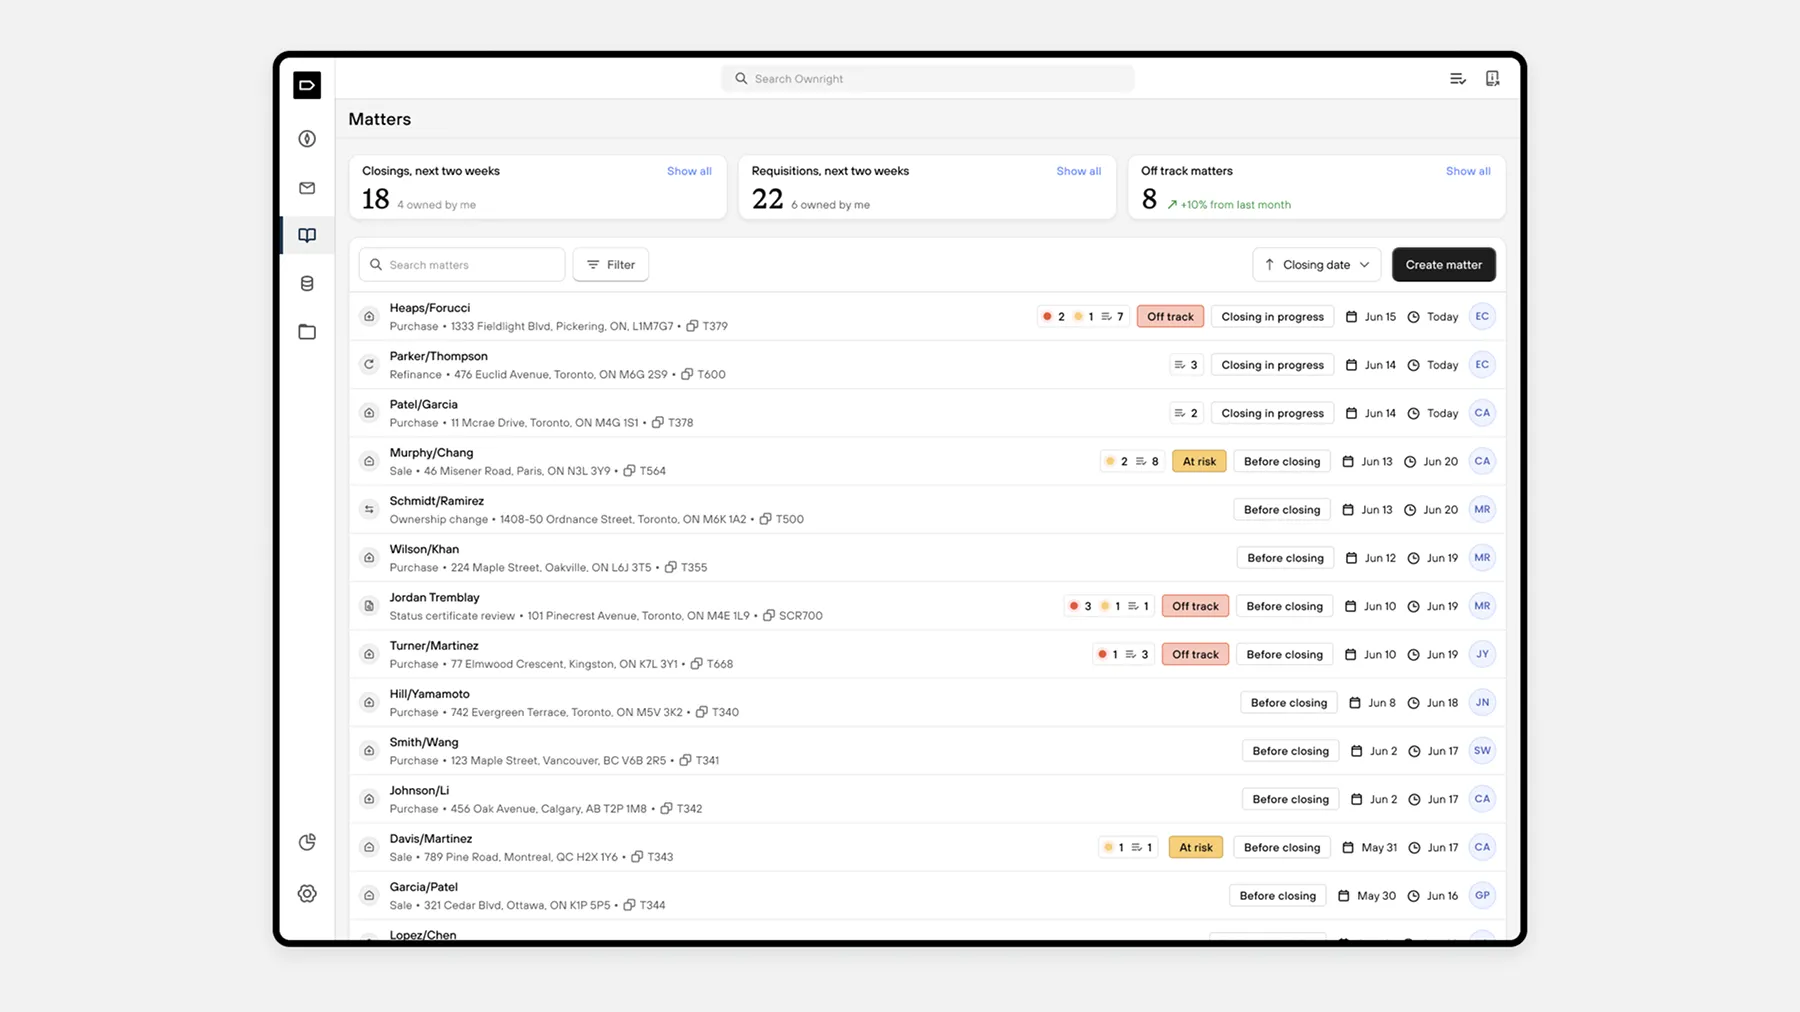 Search Ownright
Matters
Closings, next two weeks Show all
18 4 owned by me
Requisitions, next two weeks Show all
22 6 owned by me
Off track matters Show all
8 +10% from last month
Search matters Filter Closing date Create matter
Heaps/Forucci
Purchase • 1333 Fieldlight Blvd, Pickering, ON, L1M7G7 • T379
2 1 7 Off track Closing in progress Jun 15 Today EC
Parker/Thompson
Refinance • 476 Euclid Avenue, Toronto, ON M6G 2S9 • T600
3 Closing in progress Jun 14 Today EC
Patel/Garcia
Purchase • 11 Mcrae Drive, Toronto, ON M4G 1S1 • T378
2 Closing in progress Jun 14 Today CA
Murphy/Chang
Sale • 46 Misener Road, Paris, ON N3L 3Y9 • T564
2 8 At risk Before closing Jun 13 Jun 20 CA
Schmidt/Ramirez
Ownership change • 1408-50 Ordnance Street, Toronto, ON M6K 1A2 • T500
Before closing Jun 13 Jun 20 MR
Wilson/Khan
Purchase • 224 Maple Street, Oakville, ON L6J 3T5 • T355
Before closing Jun 12 Jun 19 MR
Jordan Tremblay
Status certificate review • 101 Pinecrest Avenue, Toronto, ON M4E 1L9 • SCR700
3 1 1 Off track Before closing Jun 10 Jun 19 MR
Turner/Martinez
Purchase • 77 Elmwood Crescent, Kingston, ON K7L 3Y1 • T668
1 3 Off track Before closing Jun 10 Jun 19 JY
Hill/Yamamoto
Purchase • 742 Evergreen Terrace, Toronto, ON M5V 3K2 • T340
Before closing Jun 8 Jun 18 JN
Smith/Wang
Purchase • 123 Maple Street, Vancouver, BC V6B 2R5 • T341
Before closing Jun 2 Jun 17 SW
Johnson/Li
Purchase • 456 Oak Avenue, Calgary, AB T2P 1M8 • T342
Before closing Jun 2 Jun 17 CA
Davis/Martinez
Sale • 789 Pine Road, Montreal, QC H2X 1Y6 • T343
1 1 At risk Before closing May 31 Jun 17 CA
Garcia/Patel
Sale • 321 Cedar Blvd, Ottawa, ON K1P 5P5 • T344
Before closing May 30 Jun 16 GP
Lopez/Chen